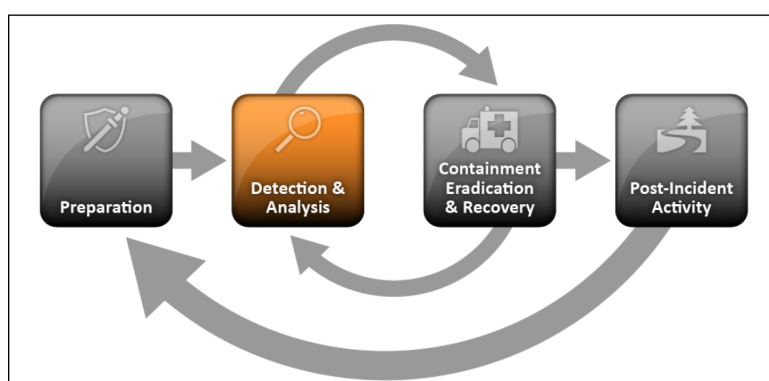 Preparation
Detection &
Analysis
Containment
Eradication
& Recovery
Post-Incident
Activity